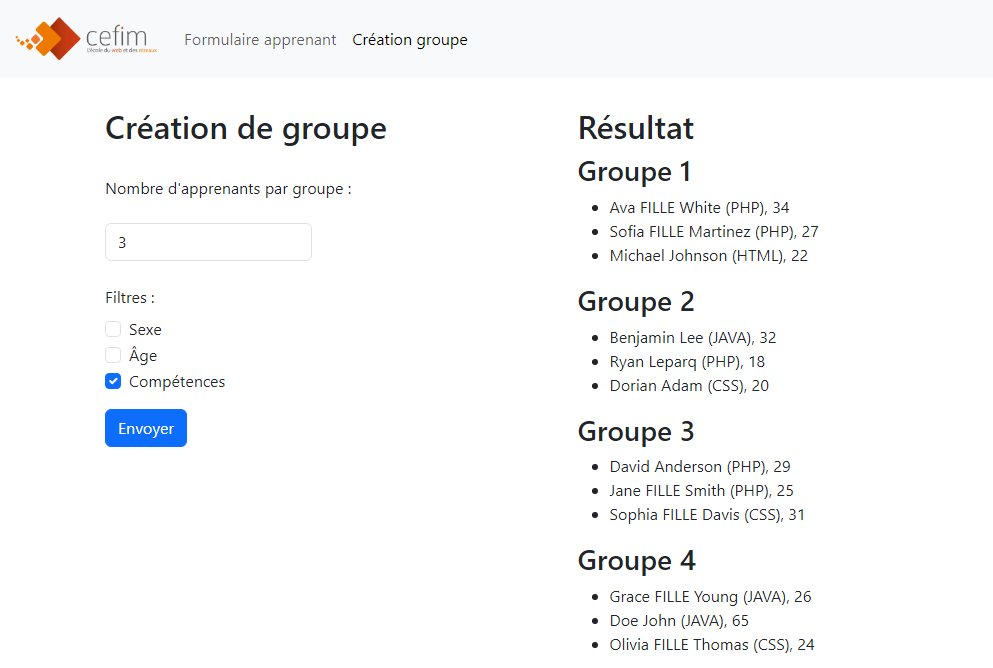 cefim
L'école du web et des réseaux
Formulaire apprenant
Création groupe
Création de groupe
Nombre d'apprenants par groupe :
3
Filtres :
Sexe
Âge
Compétences
Envoyer
Résultat
Groupe 1
Ava FILLE White (PHP), 34
Sofia FILLE Martinez (PHP), 27
Michael Johnson (HTML), 22
Groupe 2
Benjamin Lee (JAVA), 32
Ryan Leparq (PHP), 18
Dorian Adam (CSS), 20
Groupe 3
David Anderson (PHP), 29
Jane FILLE Smith (PHP), 25
Sophia FILLE Davis (CSS), 31
Groupe 4
Grace FILLE Young (JAVA), 26
Doe John (JAVA), 65
Olivia FILLE Thomas (CSS), 24